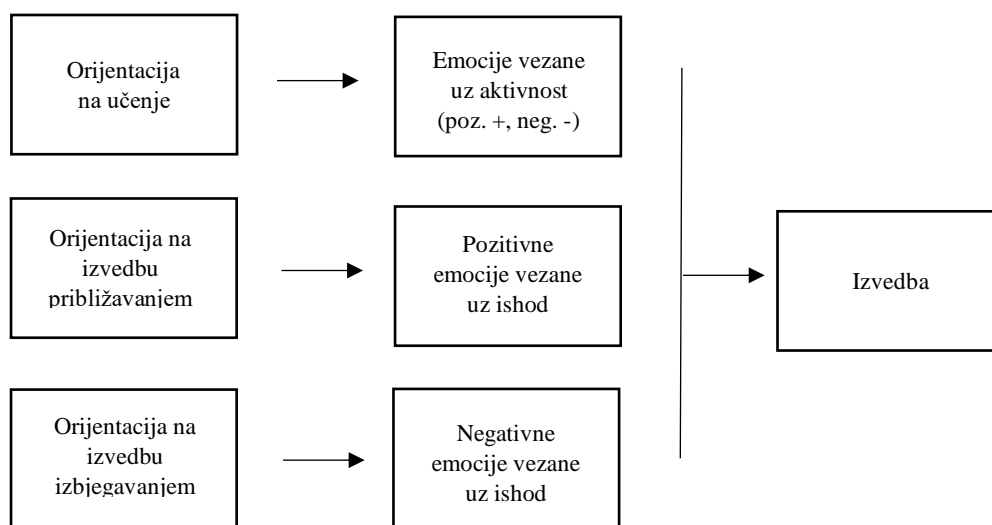 Orijentacija
na učenje
Emocije vezane
uz aktivnost
(poz. +, neg. -)
Orijentacija na
izvedbu
približavanjem
Pozitivne
emocije vezane
uz ishod
Izvedba
Orijentacija na
izvedbu
izbjegavanjem
Negativne
emocije vezane
uz ishod